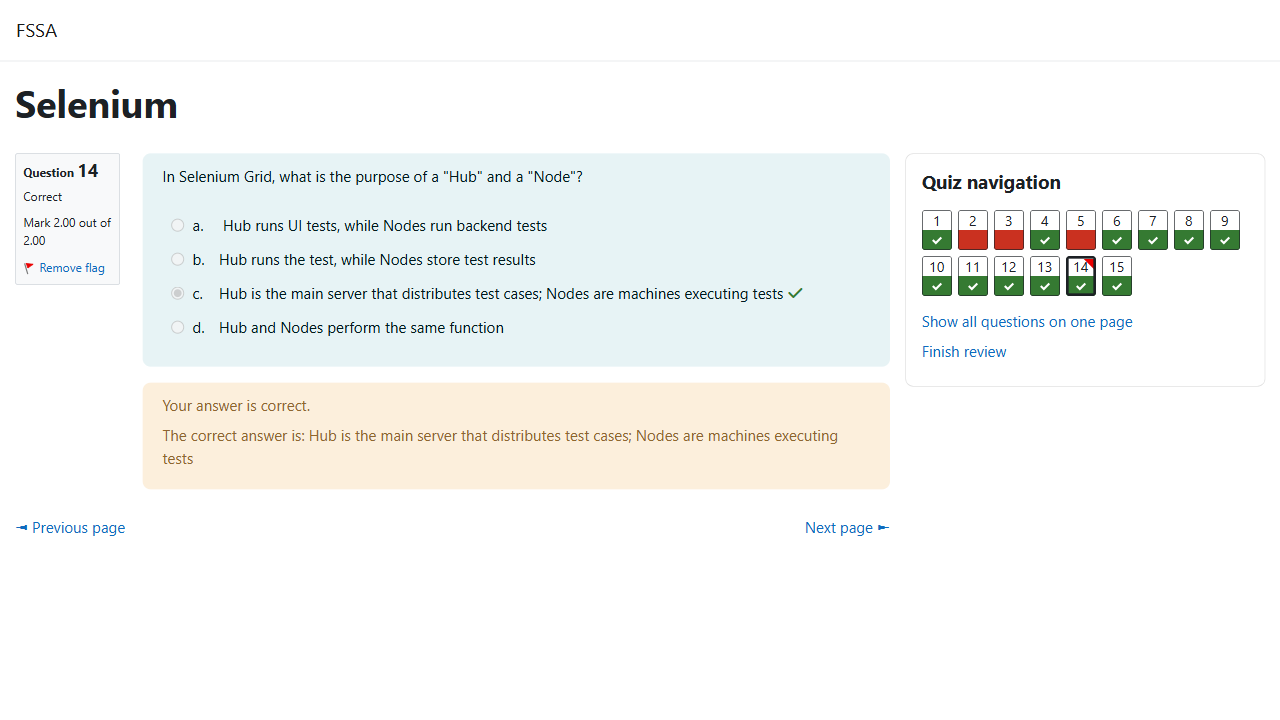 FSSA
Selenium
Question 14
Correct
Mark 2.00 out of
2.00
Remove flag
In Selenium Grid, what is the purpose of a "Hub" and a "Node"?
a. Hub runs UI tests, while Nodes run backend tests
b. Hub runs the test, while Nodes store test results
c. Hub is the main server that distributes test cases; Nodes are machines executing tests
d. Hub and Nodes perform the same function
Your answer is correct.
The correct answer is: Hub is the main server that distributes test cases; Nodes are machines executing
tests
◄ Previous page
Next page ►
Quiz navigation
1 2 3 4 5 6 7 8 9
10 11 12 13 14 15
Show all questions on one page
Finish review